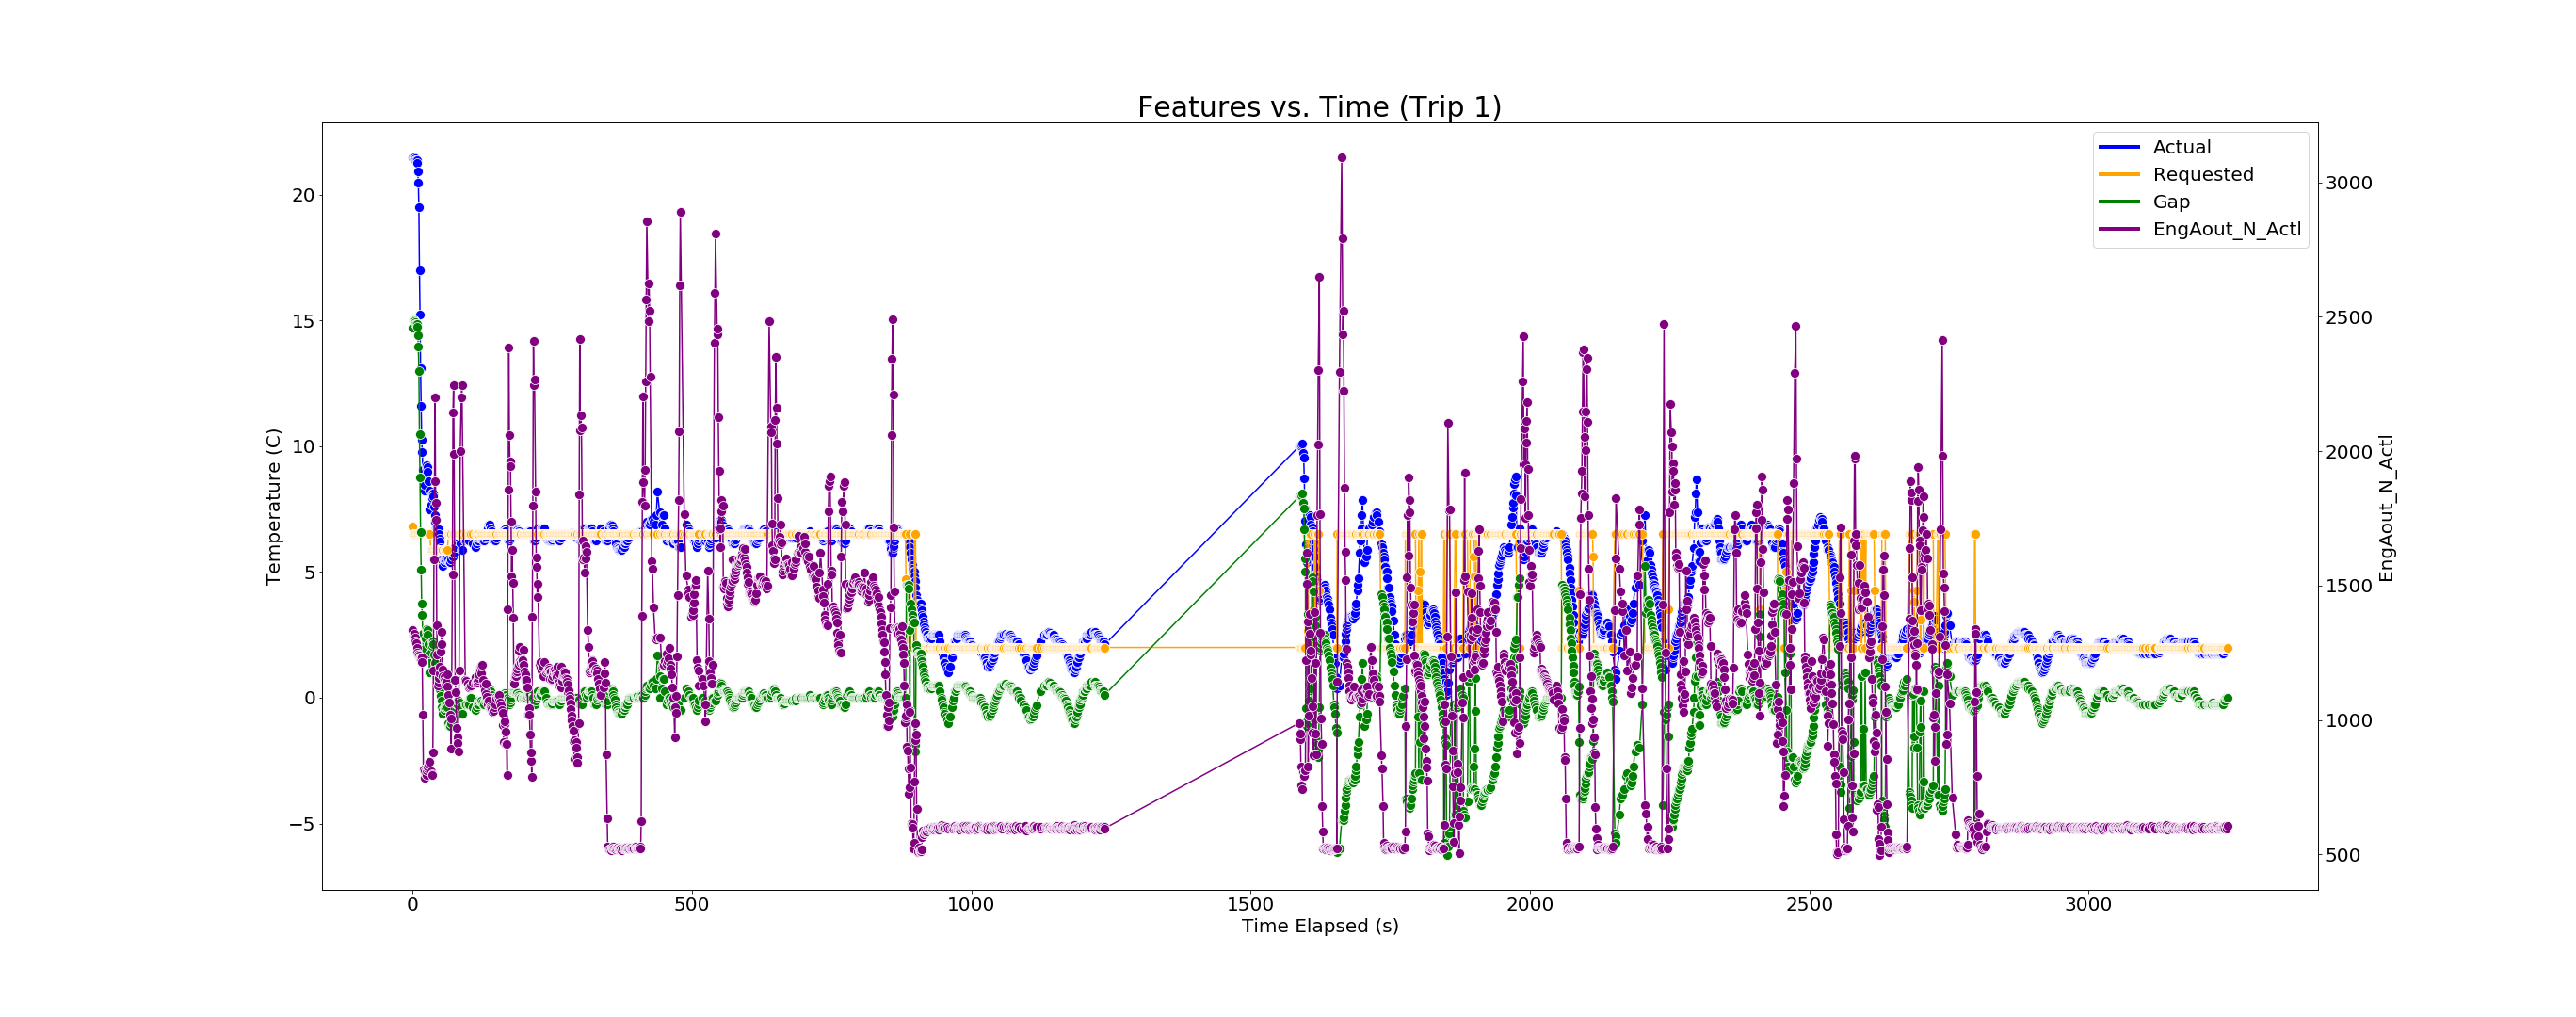 Features vs. Time (Trip 1)
Actual
Requested
Gap
EngAout_N_Actl
Temperature (C)
20
15
10
5
0
−5
EngAout_N_Actl
3000
2500
2000
1500
1000
500
0 500 1000 1500 2000 2500 3000
Time Elapsed (s)